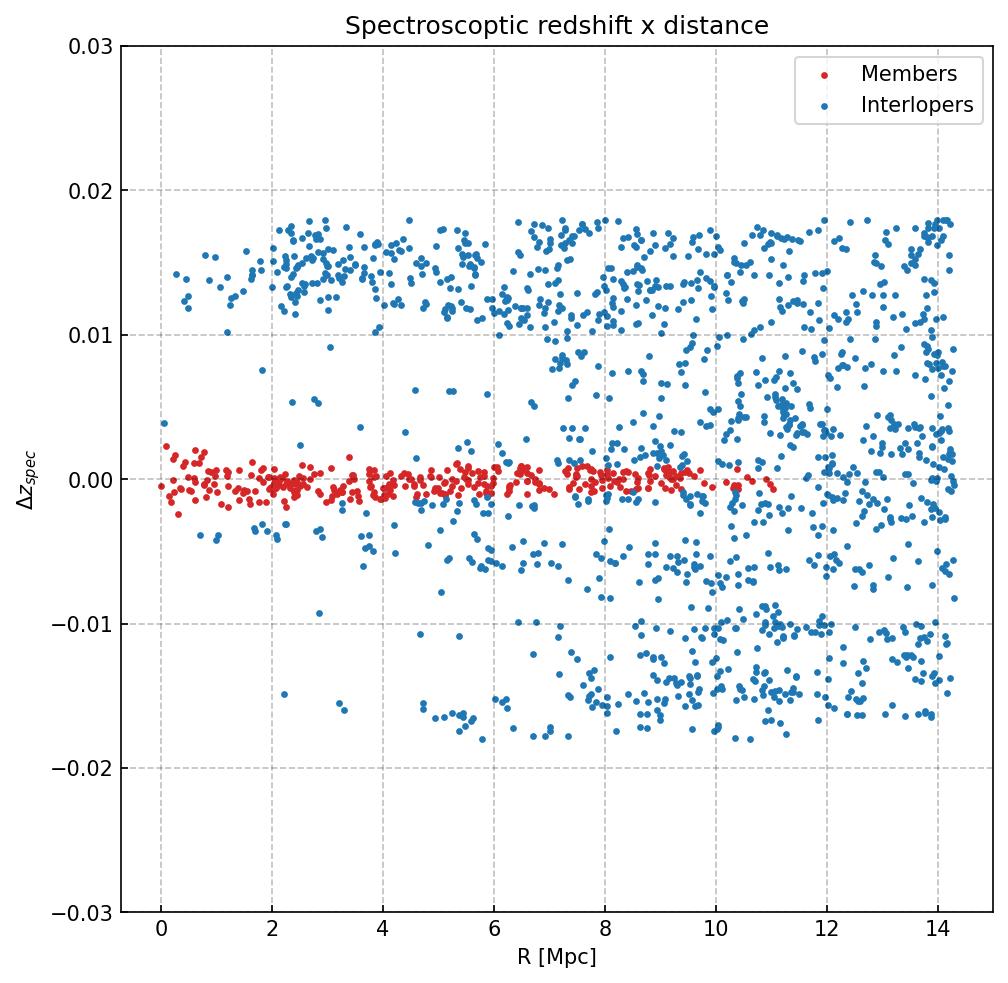 Spectroscoptic redshift x distance
Members
Interlopers
0.03
0.02
0.01
0.00
−0.01
−0.02
−0.03
Δz_spec
0 2 4 6 8 10 12 14
R [Mpc]